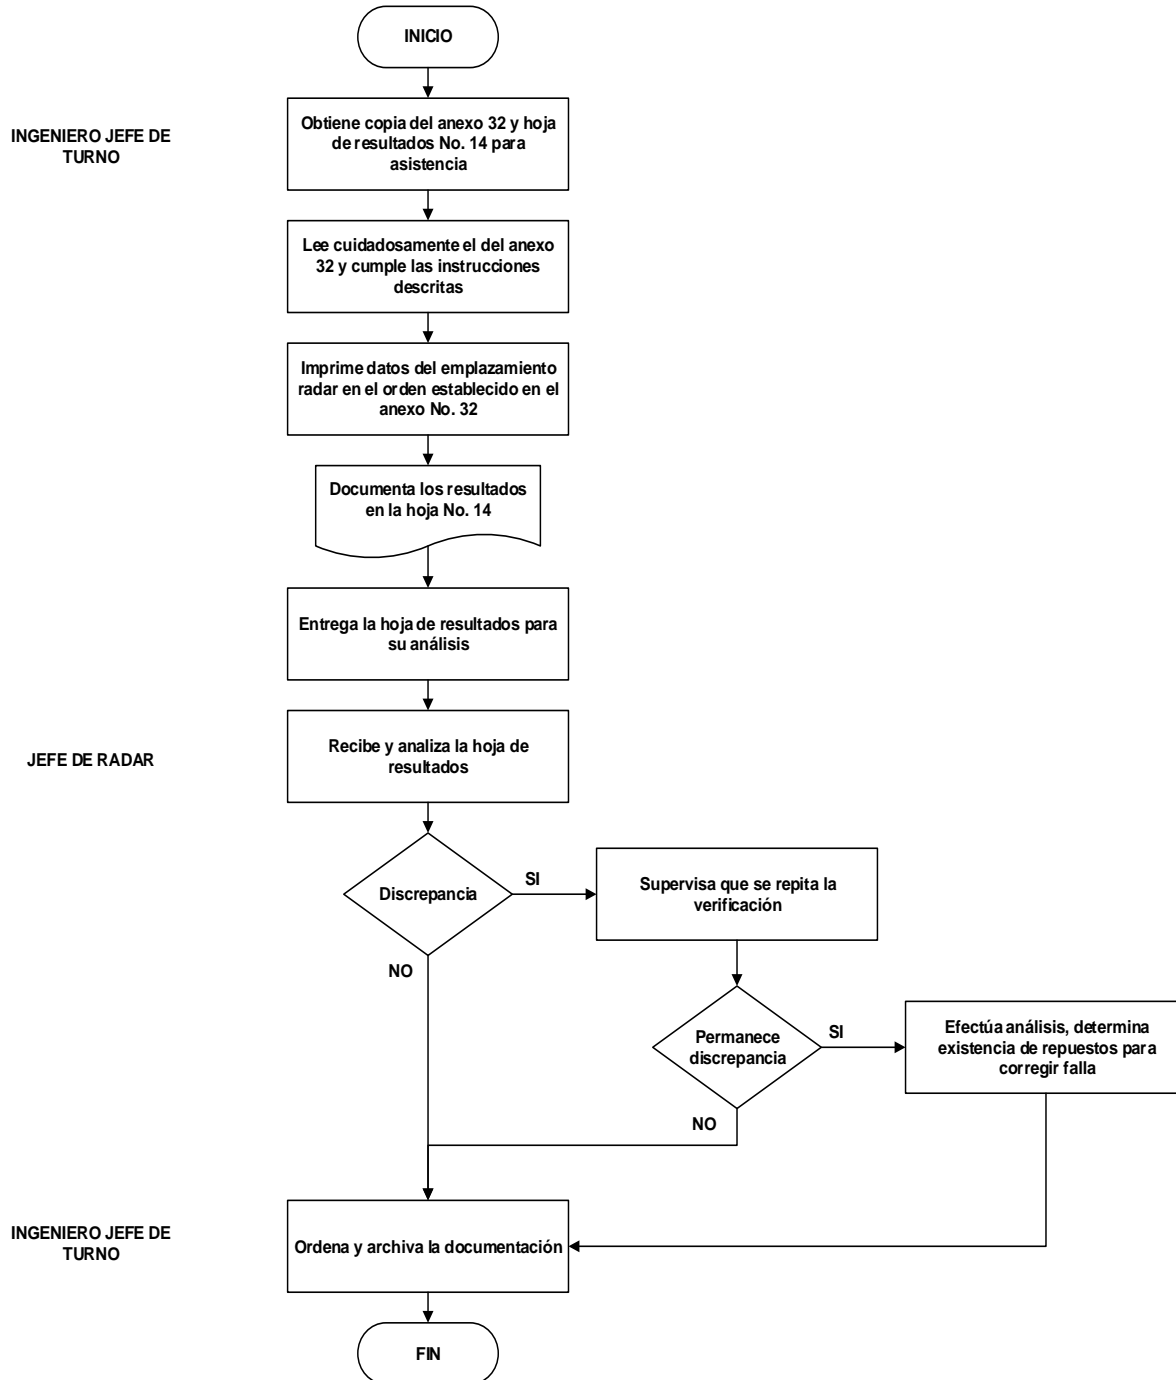 INICIO
INGENIERO JEFE DE
TURNO
Obtiene copia del anexo 32 y hoja
de resultados No. 14 para
asistencia
Lee cuidadosamente el del anexo
32 y cumple las instrucciones
descritas
Imprime datos del emplazamiento
radar en el orden establecido en el
anexo No. 32
Documenta los resultados
en la hoja No. 14
Entrega la hoja de resultados para
su análisis
JEFE DE RADAR
Recibe y analiza la hoja de
resultados
Discrepancia
SI
Supervisa que se repita la
verificación
NO
Permanece
discrepancia
SI
Efectúa análisis, determina
existencia de repuestos para
corregir falla
NO
INGENIERO JEFE DE
TURNO
Ordena y archiva la documentación
FIN